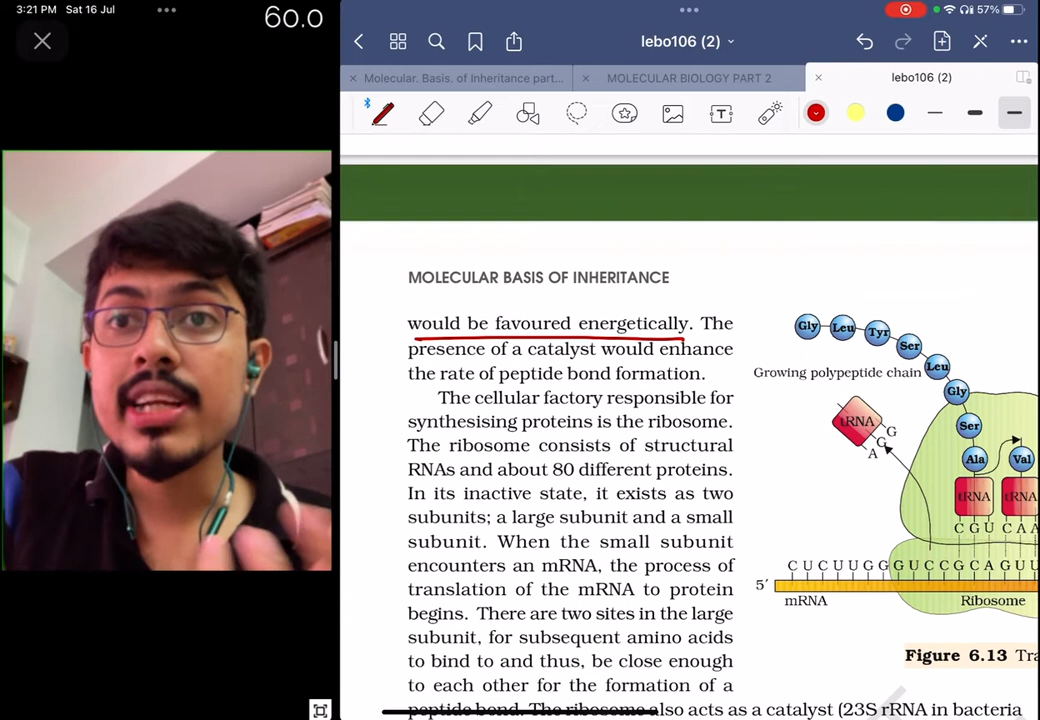 3:21 PM Sat 16 Jul
60.0
57%
lebo106 (2)
Molecular. Basis. of Inheritance part...
MOLECULAR BIOLOGY PART 2
lebo106 (2)
MOLECULAR BASIS OF INHERITANCE
would be favoured energetically. The
presence of a catalyst would enhance
the rate of peptide bond formation.
The cellular factory responsible for
synthesising proteins is the ribosome.
The ribosome consists of structural
RNAs and about 80 different proteins.
In its inactive state, it exists as two
subunits; a large subunit and a small
subunit. When the small subunit
encounters an mRNA, the process of
translation of the mRNA to protein
begins. There are two sites in the large
subunit, for subsequent amino acids
to bind to and thus, be close enough
to each other for the formation of a
peptide bond. The ribosome also acts as a catalyst (23S rRNA in bacteria
Gly Leu Tyr Ser Leu Gly Ser Ala Val
Growing polypeptide chain
tRNA
A G G
tRNA tRNA
C G U C A A
C U C U U G G G U C C G C A G U U
5′
mRNA
Ribosome
Figure 6.13 Tra